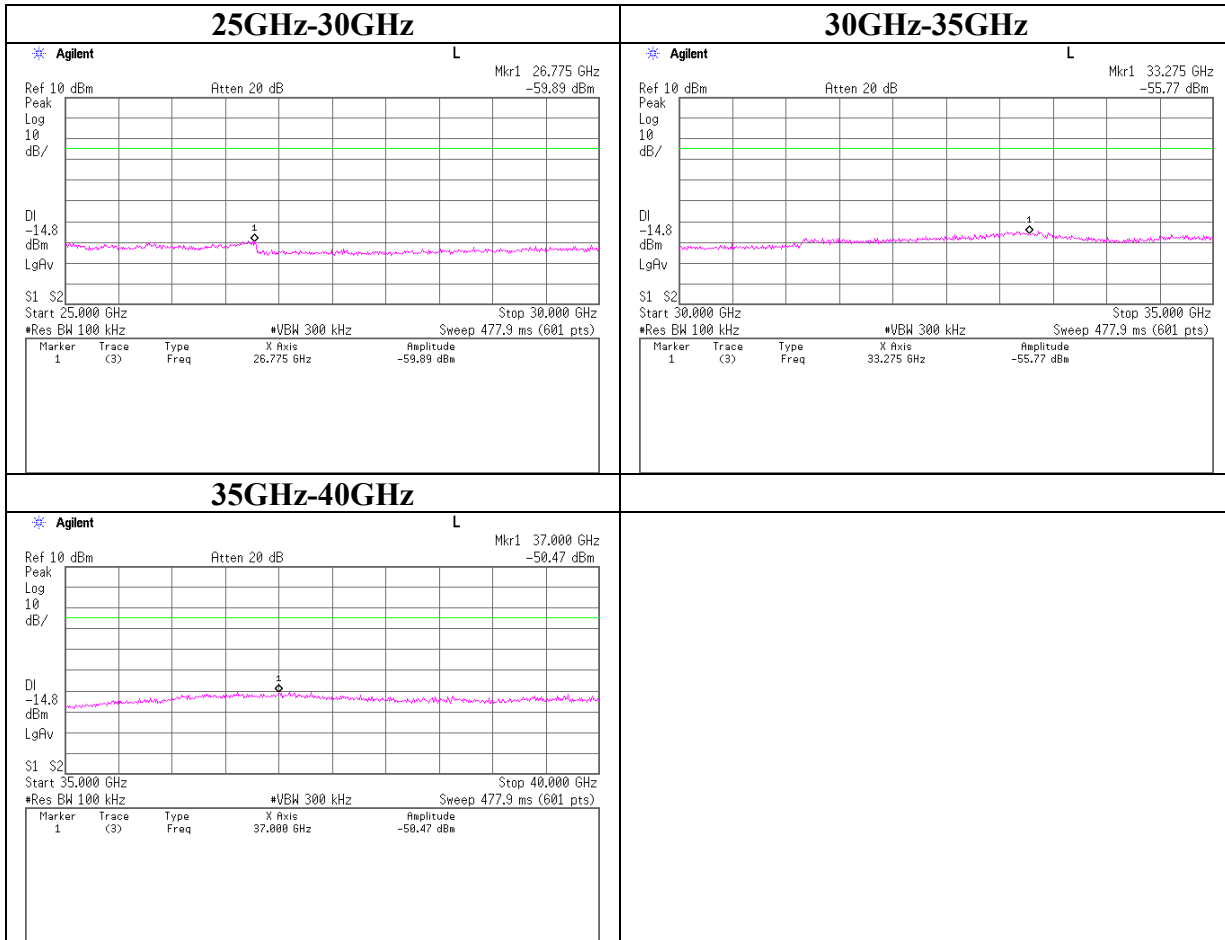 25GHz-30GHz
Agilent L
Mkr1 26.775 GHz
Ref 10 dBm Atten 20 dB -59.89 dBm
Peak
Log
10
dB/
1
DI
-14.8
dBm
LgAv
S1 S2
Start 25.000 GHz Stop 30.000 GHz
#Res BW 100 kHz #VBW 300 kHz Sweep 477.9 ms (601 pts)
Marker Trace Type X Axis Amplitude
1 (3) Freq 26.775 GHz -59.89 dBm
30GHz-35GHz
Agilent L
Mkr1 33.275 GHz
Ref 10 dBm Atten 20 dB -55.77 dBm
Peak
Log
10
dB/
1
DI
-14.8
dBm
LgAv
S1 S2
Start 30.000 GHz Stop 35.000 GHz
#Res BW 100 kHz #VBW 300 kHz Sweep 477.9 ms (601 pts)
Marker Trace Type X Axis Amplitude
1 (3) Freq 33.275 GHz -55.77 dBm
35GHz-40GHz
Agilent L
Mkr1 37.000 GHz
Ref 10 dBm Atten 20 dB -50.47 dBm
Peak
Log
10
dB/
1
DI
-14.8
dBm
LgAv
S1 S2
Start 35.000 GHz Stop 40.000 GHz
#Res BW 100 kHz #VBW 300 kHz Sweep 477.9 ms (601 pts)
Marker Trace Type X Axis Amplitude
1 (3) Freq 37.000 GHz -50.47 dBm